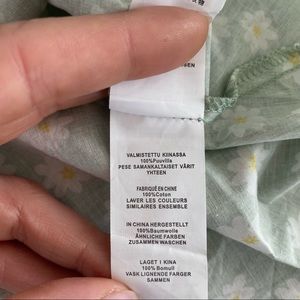 VALMISTETTU KIINASSA
100%Puuvilla
PESE SAMANKALTAISET VÄRIT
YHTEEN
FABRIQUÉ EN CHINE
100%Coton
LAVER LES COULEURS
SIMILAIRES ENSEMBLE
IN CHINA HERGESTELLT
100%Baumwolle
ÄHNLICHE FARBEN
ZUSAMMEN WASCHEN
LAGET I KINA
100% Bomull
VASK LIGNENDE FARGER
SAMMEN